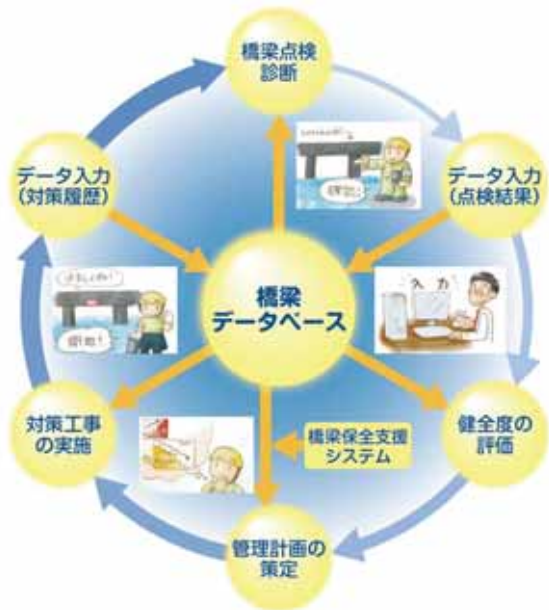 橋梁点検
診断
データ入力
(対策履歴)
データ入力
(点検結果)
入力
橋梁
データベース
対策工事
の実施
橋梁保全支援
システム
健全度の
評価
管理計画の
策定